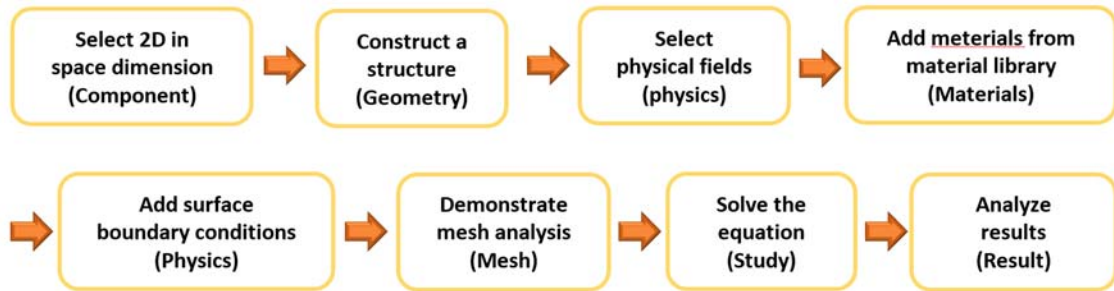 Select 2D in
space dimension
(Component)
Construct a
structure
(Geometry)
Select
physical fields
(physics)
Add meterials from
material library
(Materials)
Add surface
boundary conditions
(Physics)
Demonstrate
mesh analysis
(Mesh)
Solve the
equation
(Study)
Analyze
results
(Result)